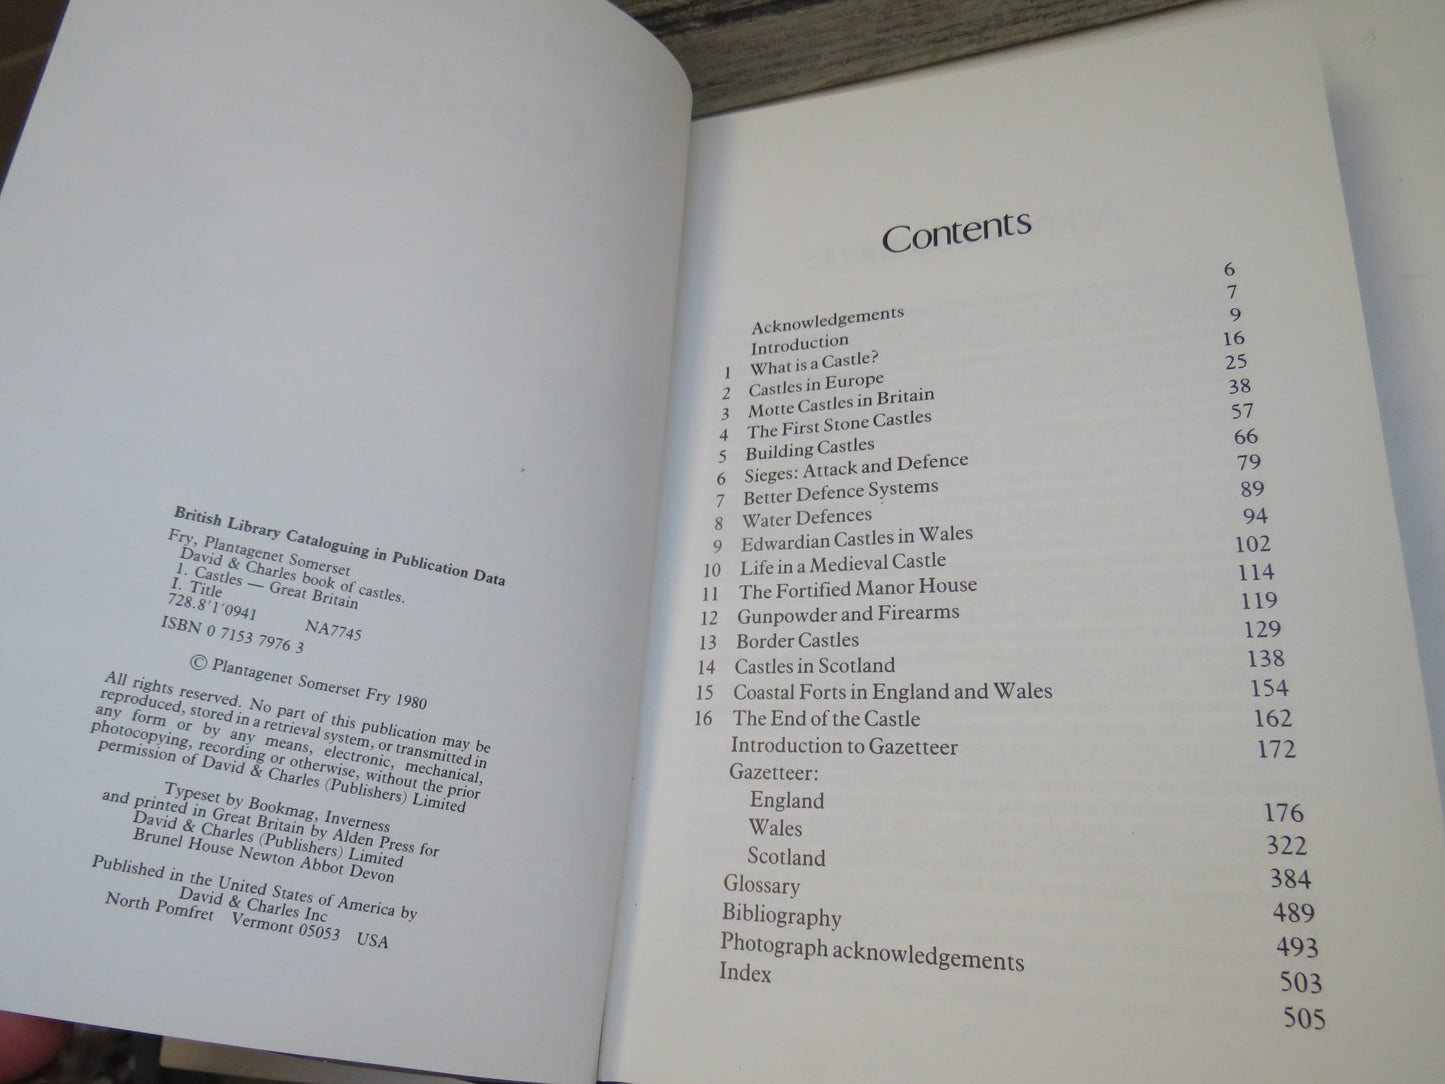 British Library Cataloguing in Publication Data
Fry, Plantagenet Somerset
David & Charles book of castles.
1. Castles — Great Britain
I. Title
728.8'1'0941 NA7745
ISBN 0 7153 7976 3
© Plantagenet Somerset Fry 1980
All rights reserved. No part of this publication may be
reproduced, stored in a retrieval system, or transmitted in
any form or by any means, electronic, mechanical,
photocopying, recording or otherwise, without the prior
permission of David & Charles (Publishers) Limited
Typeset by Bookmag, Inverness
and printed in Great Britain by Alden Press for
David & Charles (Publishers) Limited
Brunel House Newton Abbot Devon
Published in the United States of America by
David & Charles Inc
North Pomfret Vermont 05053 USA
Contents
Acknowledgements 6
Introduction 7
1 What is a Castle? 9
2 Castles in Europe 16
3 Motte Castles in Britain 25
4 The First Stone Castles 38
5 Building Castles 57
6 Sieges: Attack and Defence 66
7 Better Defence Systems 79
8 Water Defences 89
9 Edwardian Castles in Wales 94
10 Life in a Medieval Castle 102
11 The Fortified Manor House 114
12 Gunpowder and Firearms 119
13 Border Castles 129
14 Castles in Scotland 138
15 Coastal Forts in England and Wales 154
16 The End of the Castle 162
Introduction to Gazetteer 172
Gazetteer:
England 176
Wales 322
Scotland 384
Glossary 489
Bibliography 493
Photograph acknowledgements 503
Index 505